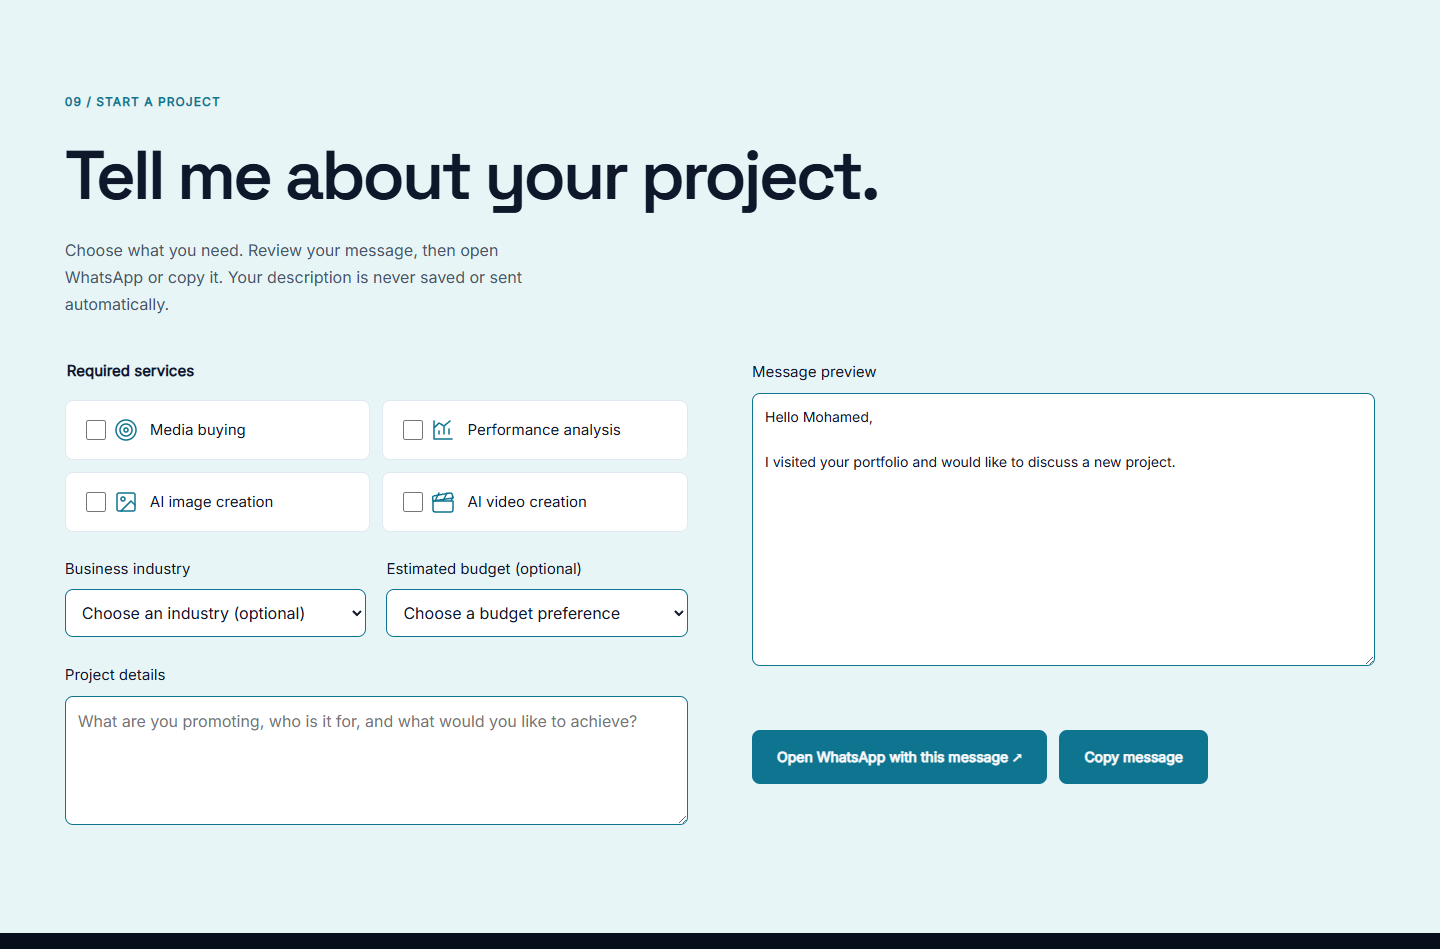 09 / START A PROJECT
Tell me about your project.
Choose what you need. Review your message, then open
WhatsApp or copy it. Your description is never saved or sent
automatically.
Required services
Media buying
Performance analysis
AI image creation
AI video creation
Business industry
Estimated budget (optional)
Choose an industry (optional)
Choose a budget preference
Project details
What are you promoting, who is it for, and what would you like to achieve?
Message preview
Hello Mohamed,
I visited your portfolio and would like to discuss a new project.
Open WhatsApp with this message ↗
Copy message